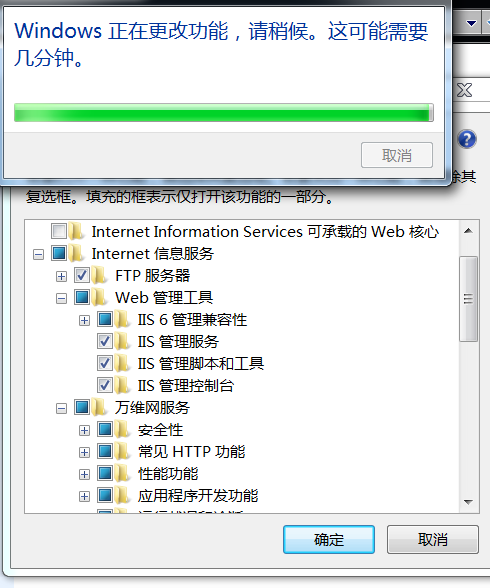 Windows 正在更改功能，请稍候。这可能需要
几分钟。
取消
除其
复选框。填充的框表示仅打开该功能的一部分。
Internet Information Services 可承载的 Web 核心
Internet 信息服务
FTP 服务器
Web 管理工具
IIS 6 管理兼容性
IIS 管理服务
IIS 管理脚本和工具
IIS 管理控制台
万维网服务
安全性
常见 HTTP 功能
性能功能
应用程序开发功能
确定
取消